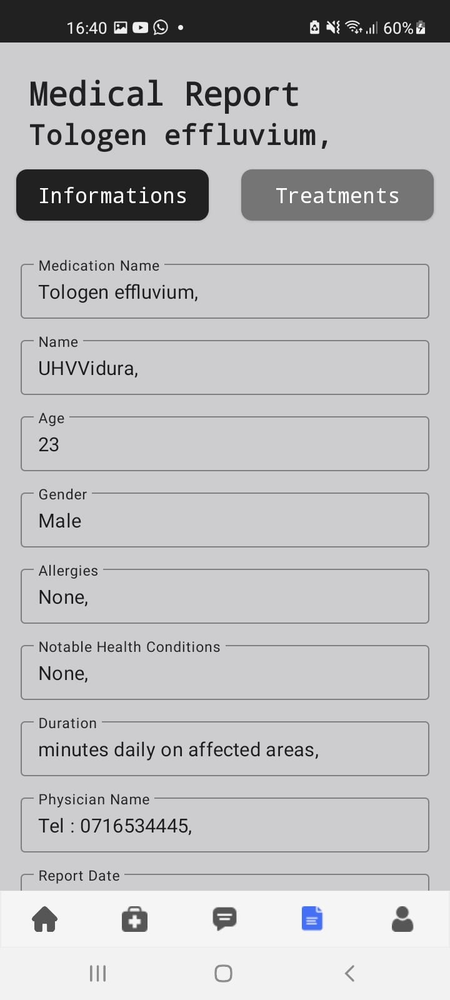 16:40
60%
Medical Report
Tologen effluvium,
Informations
Treatments
Medication Name
Tologen effluvium,
Name
UHVVidura,
Age
23
Gender
Male
Allergies
None,
Notable Health Conditions
None,
Duration
minutes daily on affected areas,
Physician Name
Tel : 0716534445,
Report Date